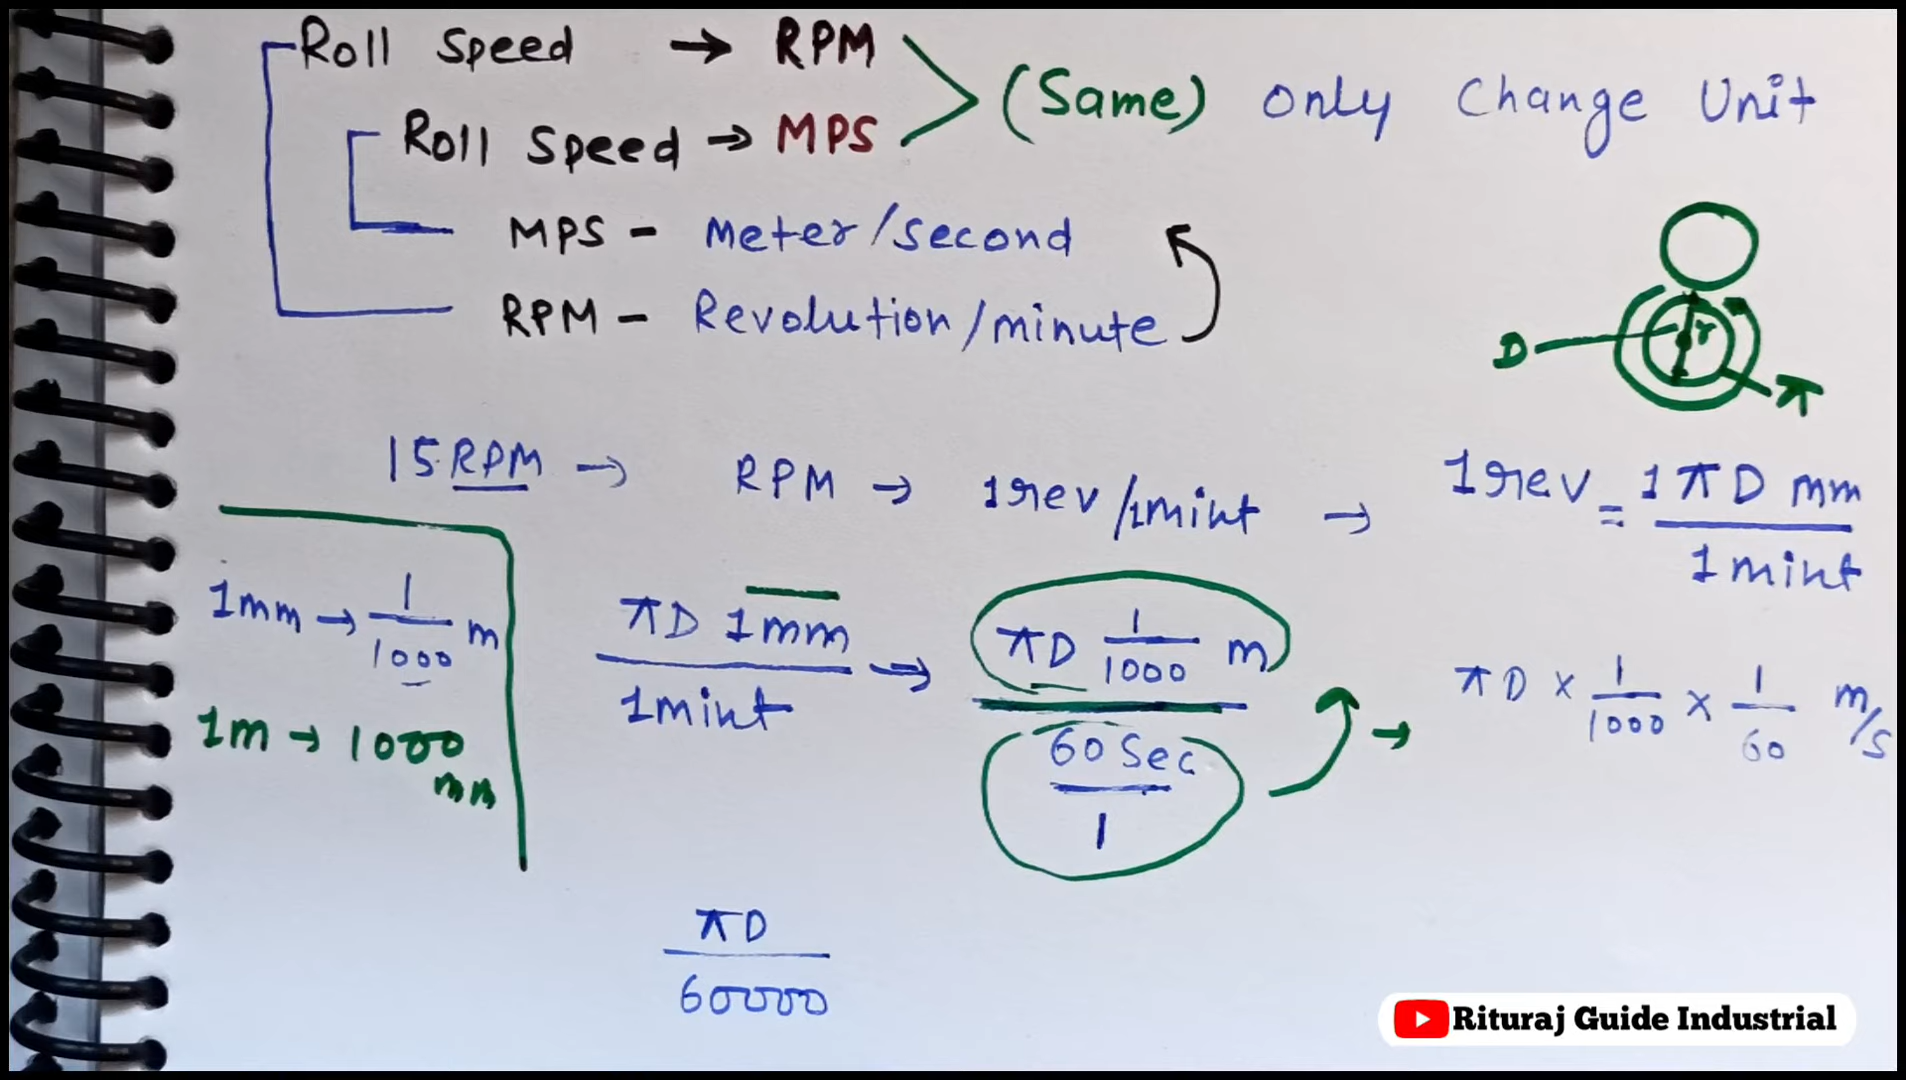 Roll Speed → RPM
Roll Speed → MPS
(Same) only Change Unit
MPS - Meter/second
RPM - Revolution/minute
D
r
π
15 RPM → RPM → 1rev/1mint → 1rev = 1πD mm / 1mint
1mm → 1/1000 m
1m → 1000 mm
πD 1mm / 1mint → πD 1/1000 m / 60 Sec/1 → πD × 1/1000 × 1/60 m/s
πD / 60000
Rituraj Guide Industrial